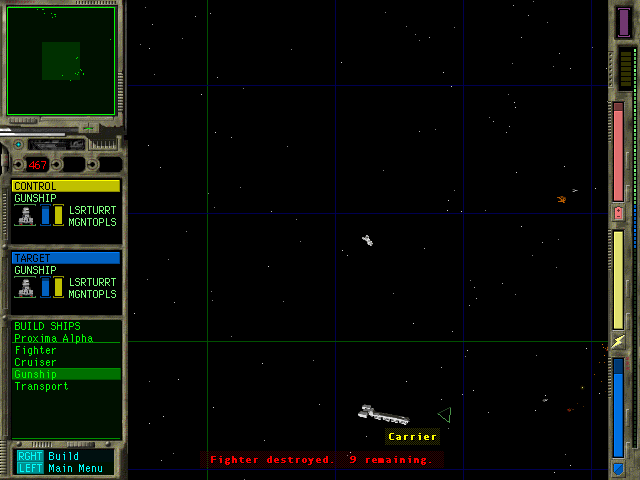 467
CONTROL
GUNSHIP
LSRTURRT
MGNTOPLS
TARGET
GUNSHIP
LSRTURRT
MGNTOPLS
BUILD SHIPS
Proxima Alpha
Fighter
Cruiser
Gunship
Transport
RGHT Build
LEFT Main Menu
Carrier
Fighter destroyed. 9 remaining.